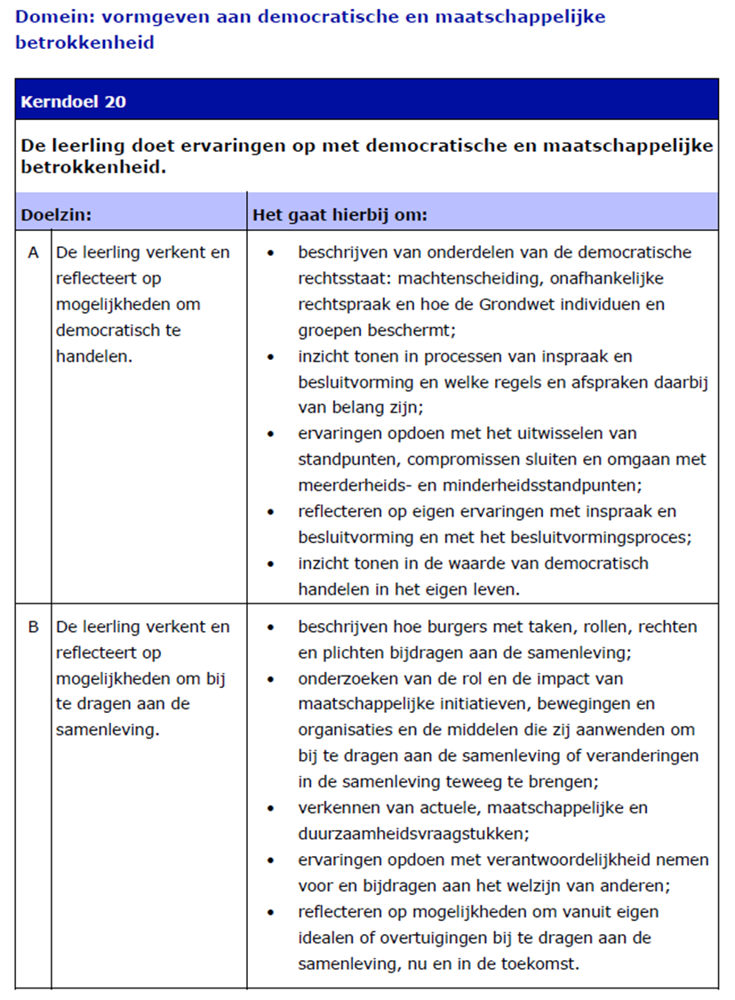 Domein: vormgeven aan democratische en maatschappelijke
betrokkenheid
Kerndoel 20
De leerling doet ervaringen op met democratische en maatschappelijke
betrokkenheid.
Doelzin:
Het gaat hierbij om:
A
De leerling verkent en
reflecteert op
mogelijkheden om
democratisch te
handelen.
• beschrijven van onderdelen van de democratische
rechtsstaat: machtenscheiding, onafhankelijke
rechtspraak en hoe de Grondwet individuen en
groepen beschermt;
• inzicht tonen in processen van inspraak en
besluitvorming en welke regels en afspraken daarbij
van belang zijn;
• ervaringen opdoen met het uitwisselen van
standpunten, compromissen sluiten en omgaan met
meerderheids- en minderheidsstandpunten;
• reflecteren op eigen ervaringen met inspraak en
besluitvorming en met het besluitvormingsproces;
• inzicht tonen in de waarde van democratisch
handelen in het eigen leven.
B
De leerling verkent en
reflecteert op
mogelijkheden om bij
te dragen aan de
samenleving.
• beschrijven hoe burgers met taken, rollen, rechten
en plichten bijdragen aan de samenleving;
• onderzoeken van de rol en de impact van
maatschappelijke initiatieven, bewegingen en
organisaties en de middelen die zij aanwenden om
bij te dragen aan de samenleving of veranderingen
in de samenleving teweeg te brengen;
• verkennen van actuele, maatschappelijke en
duurzaamheidsvraagstukken;
• ervaringen opdoen met verantwoordelijkheid nemen
voor en bijdragen aan het welzijn van anderen;
• reflecteren op mogelijkheden om vanuit eigen
idealen of overtuigingen bij te dragen aan de
samenleving, nu en in de toekomst.